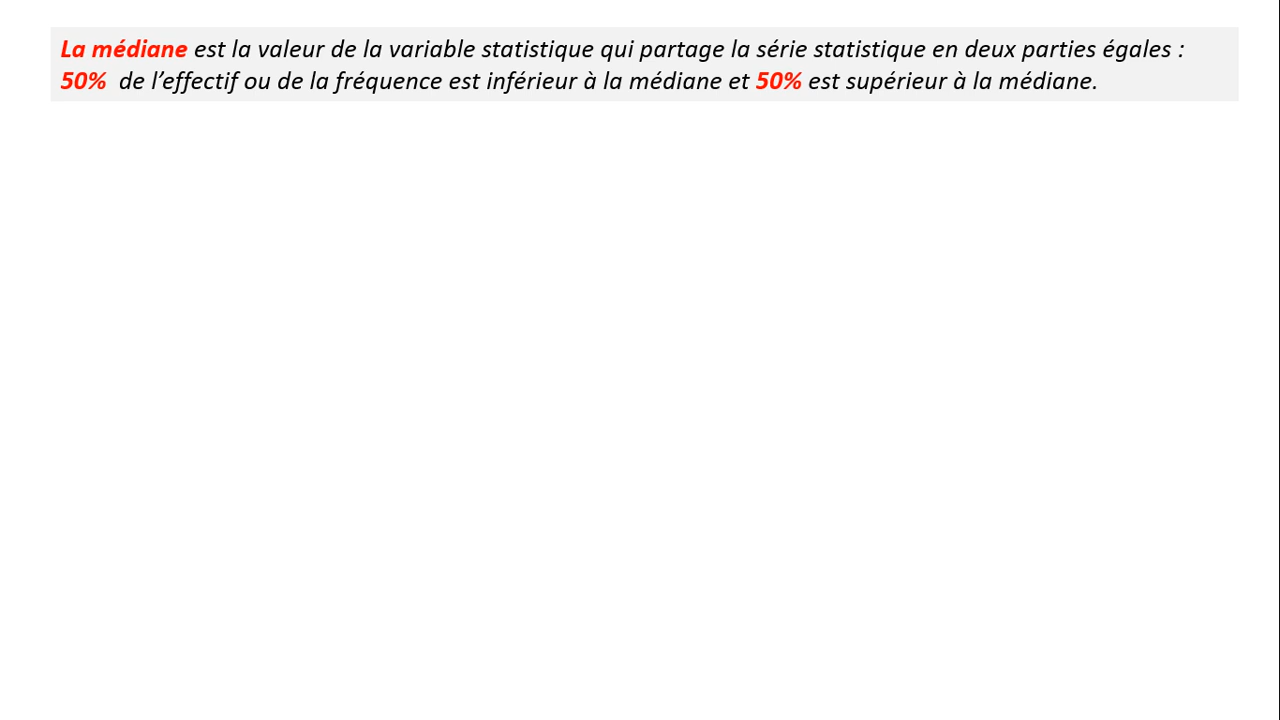 La médiane est la valeur de la variable statistique qui partage la série statistique en deux parties égales :
50% de l’effectif ou de la fréquence est inférieur à la médiane et 50% est supérieur à la médiane.